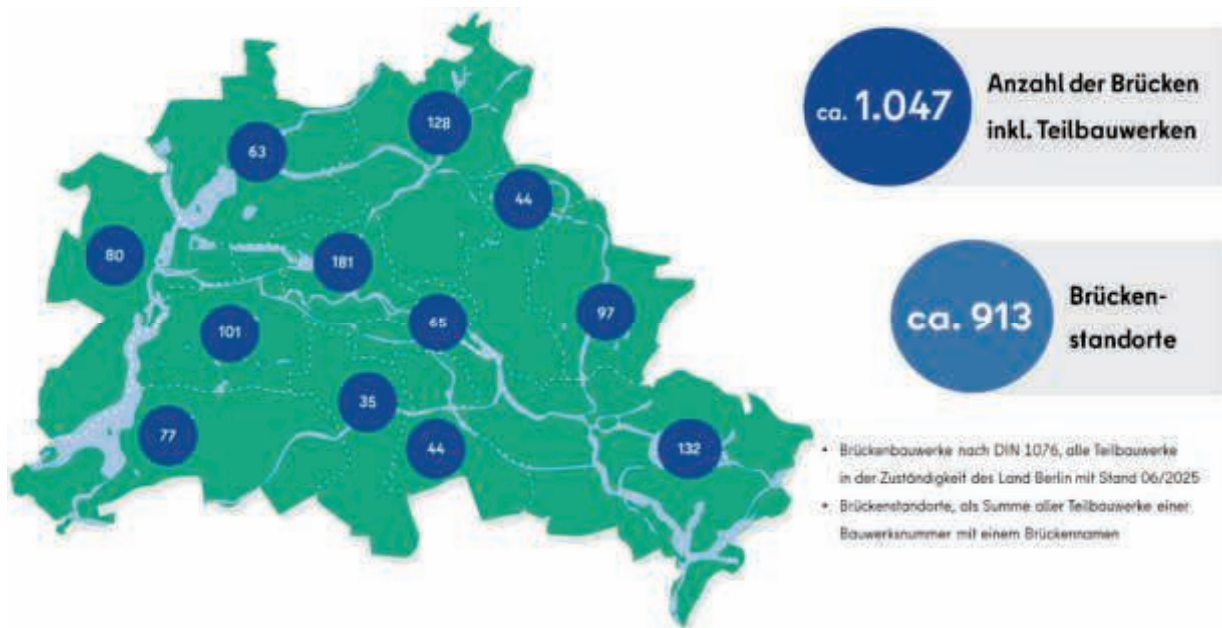 128
63
44
80
181
97
65
101
35
77
44
132
ca. 1.047
Anzahl der Brücken
inkl. Teilbauwerken
ca. 913
Brücken-
standorte
• Brückenbauwerke nach DIN 1076, alle Teilbauwerke
in der Zuständigkeit des Land Berlin mit Stand 06/2025
• Brückenstandorte, als Summe aller Teilbauwerke einer
Bauwerksnummer mit einem Brückennamen